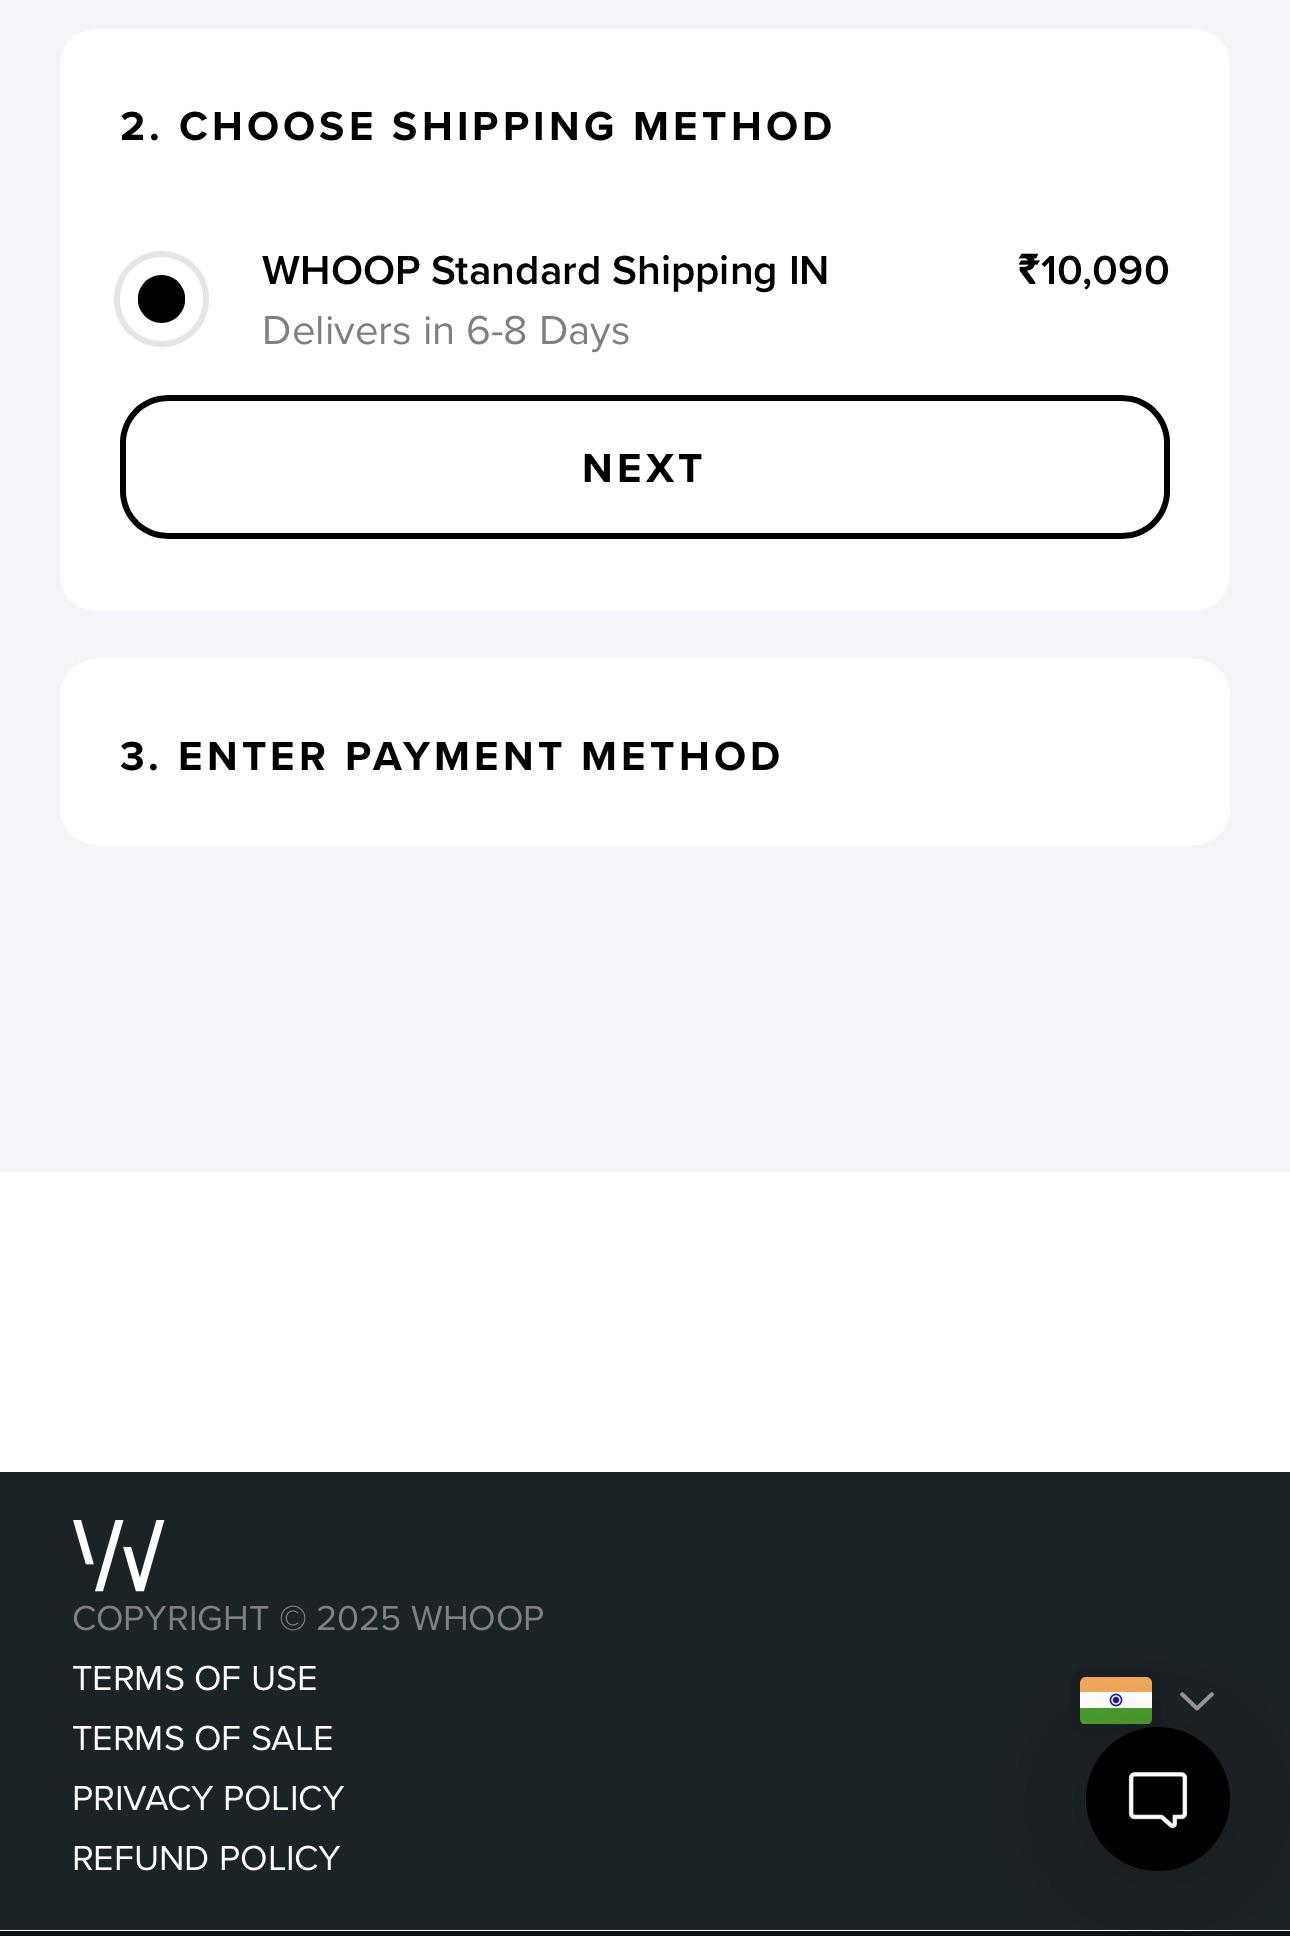 2. CHOOSE SHIPPING METHOD
WHOOP Standard Shipping IN ₹10,090
Delivers in 6-8 Days
NEXT
3. ENTER PAYMENT METHOD
COPYRIGHT © 2025 WHOOP
TERMS OF USE
TERMS OF SALE
PRIVACY POLICY
REFUND POLICY